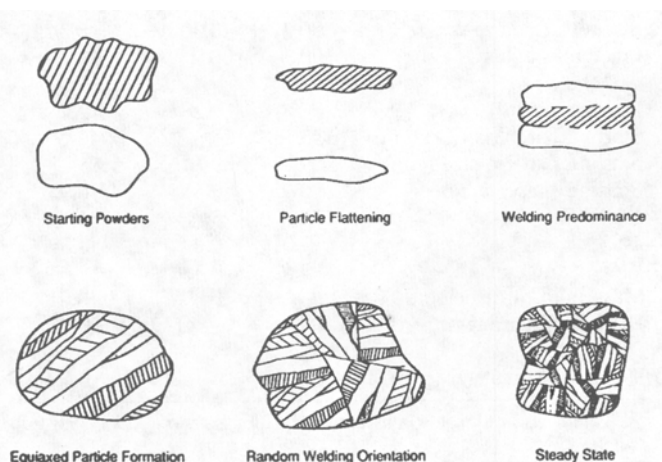 Starting Powders
Particle Flattening
Welding Predominance
Equiaxed Particle Formation
Random Welding Orientation
Steady State